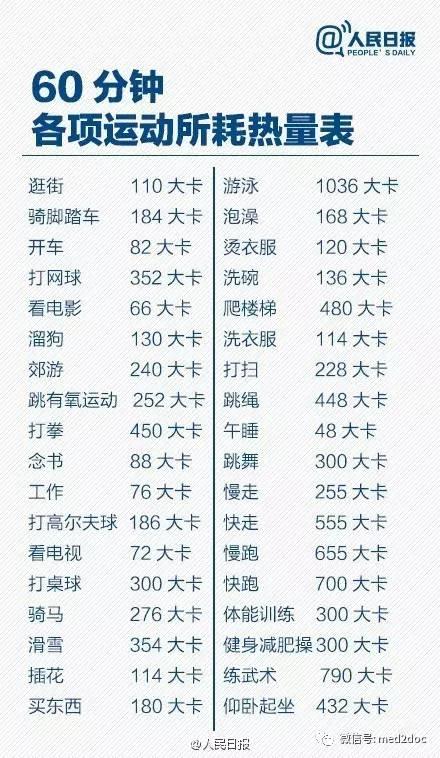 @人民日报
PEOPLE'S DAILY
60 分钟
各项运动所耗热量表
逛街 110 大卡
骑脚踏车 184 大卡
开车 82 大卡
打网球 352 大卡
看电影 66 大卡
溜狗 130 大卡
郊游 240 大卡
跳有氧运动 252 大卡
打拳 450 大卡
念书 88 大卡
工作 76 大卡
打高尔夫球 186 大卡
看电视 72 大卡
打桌球 300 大卡
骑马 276 大卡
滑雪 354 大卡
插花 114 大卡
买东西 180 大卡
游泳 1036 大卡
泡澡 168 大卡
烫衣服 120 大卡
洗碗 136 大卡
爬楼梯 480 大卡
洗衣服 114 大卡
打扫 228 大卡
跳绳 448 大卡
午睡 48 大卡
跳舞 300 大卡
慢走 255 大卡
快走 555 大卡
慢跑 655 大卡
快跑 700 大卡
体能训练 300 大卡
健身减肥操 300 大卡
练武术 790 大卡
仰卧起坐 432 大卡
@人民日报
微信号: med2doc